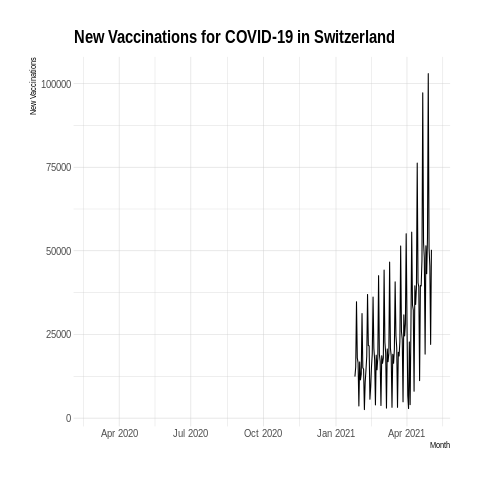 New Vaccinations for COVID-19 in Switzerland
New Vaccinations
100000
75000
50000
25000
0
Apr 2020 Jul 2020 Oct 2020 Jan 2021 Apr 2021
Month